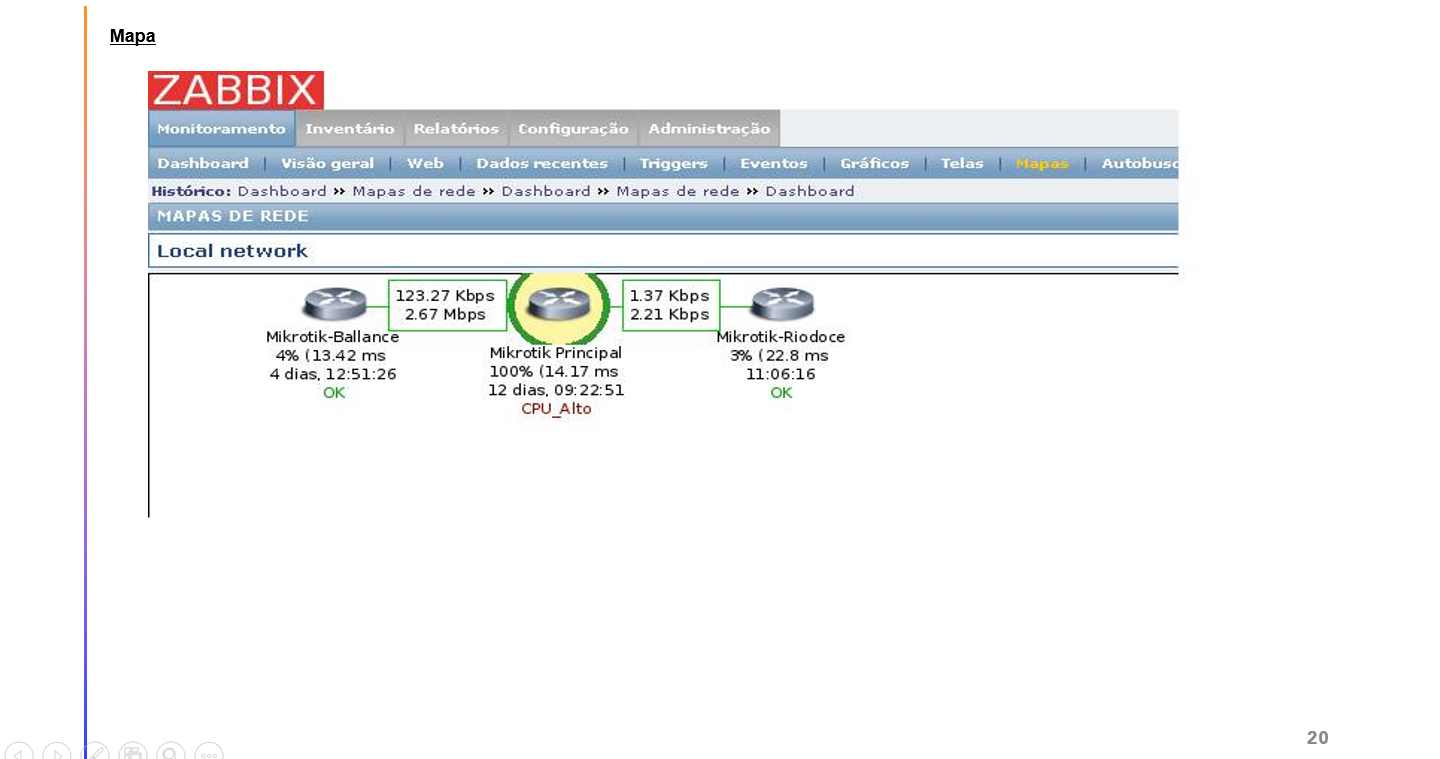 Mapa
ZABBIX
Monitoramento Inventário Relatórios Configuração Administração
Dashboard | Visão geral | Web | Dados recentes | Triggers | Eventos | Gráficos | Telas | Mapas | Autobusc
Histórico: Dashboard » Mapas de rede » Dashboard » Mapas de rede » Dashboard
MAPAS DE REDE
Local network
123.27 Kbps
2.67 Mbps
1.37 Kbps
2.21 Kbps
Mikrotik-Ballance
4% (13.42 ms
4 dias, 12:51:26
OK
Mikrotik Principal
100% (14.17 ms
12 dias, 09:22:51
CPU_Alto
Mikrotik-Riodoce
3% (22.8 ms
11:06:16
OK
20